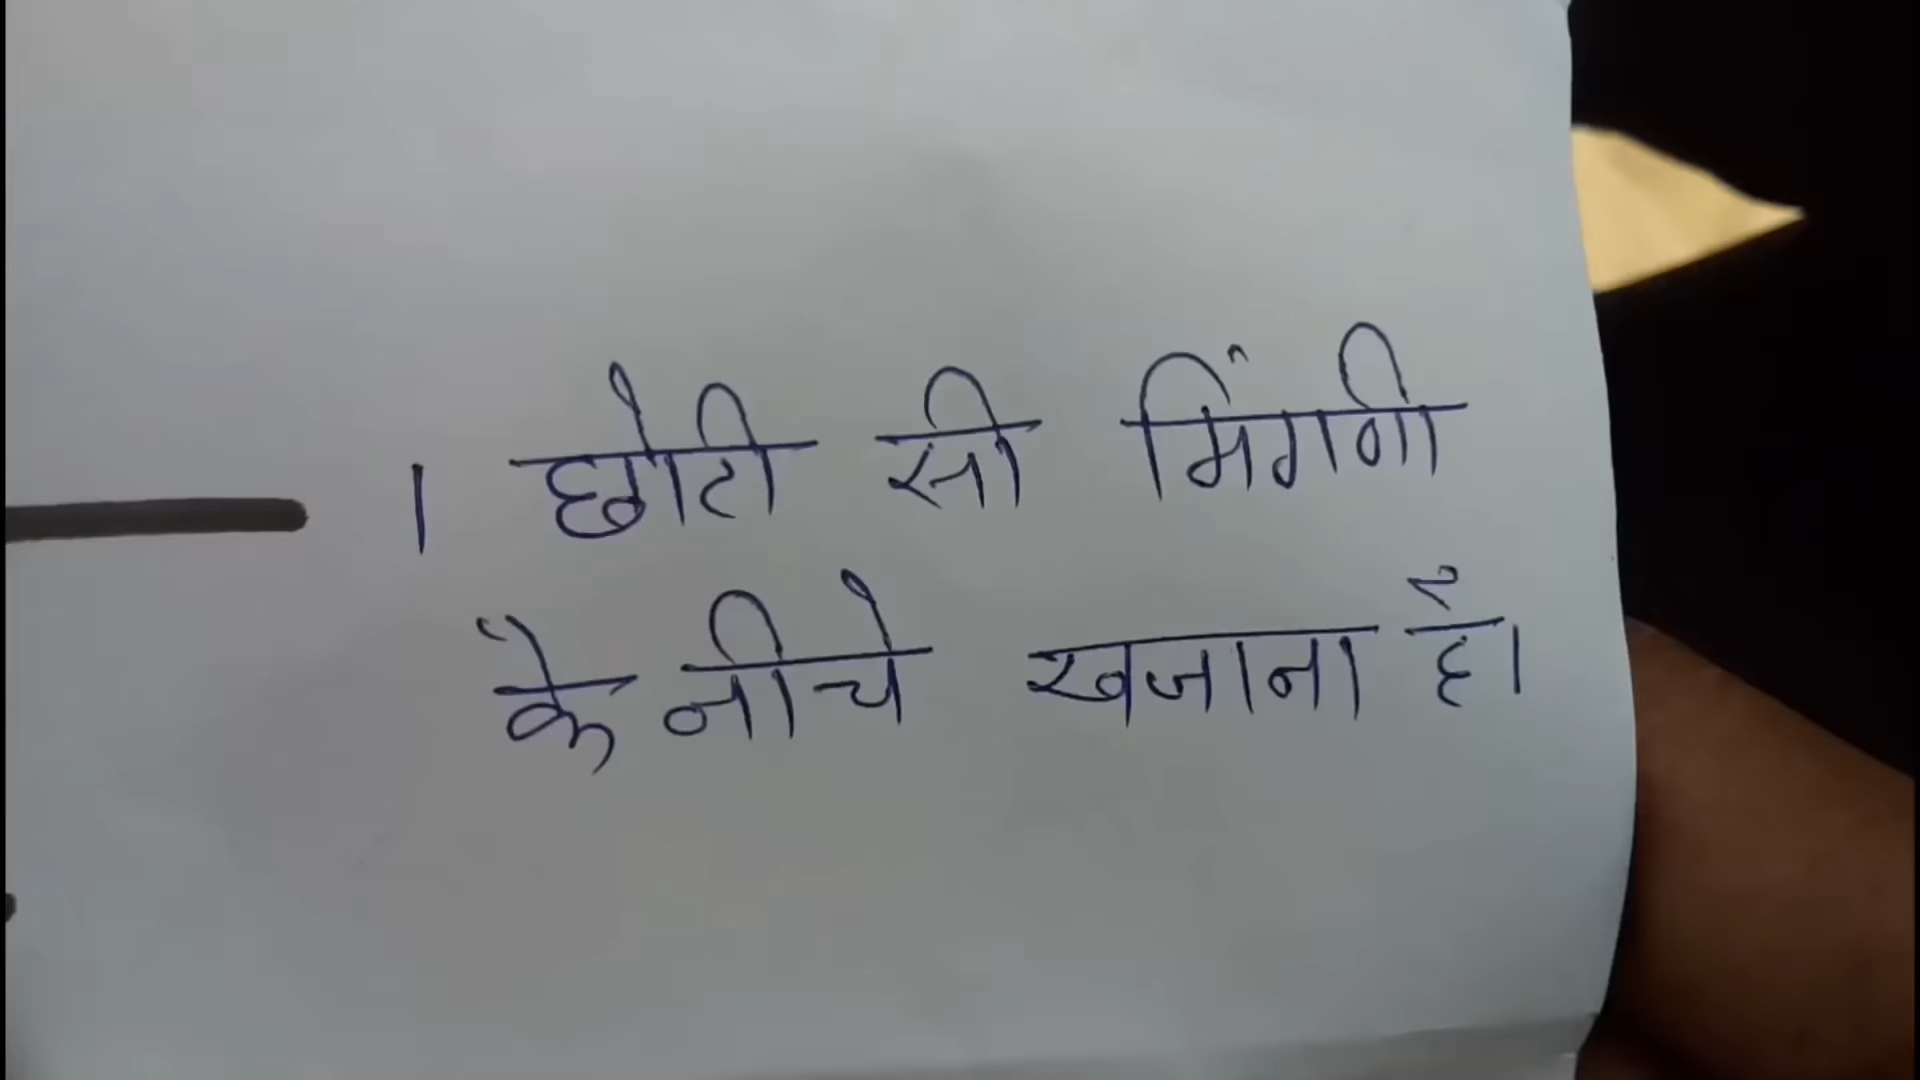 । छोटी सी मिंगणी
के नीचे खजाना है।